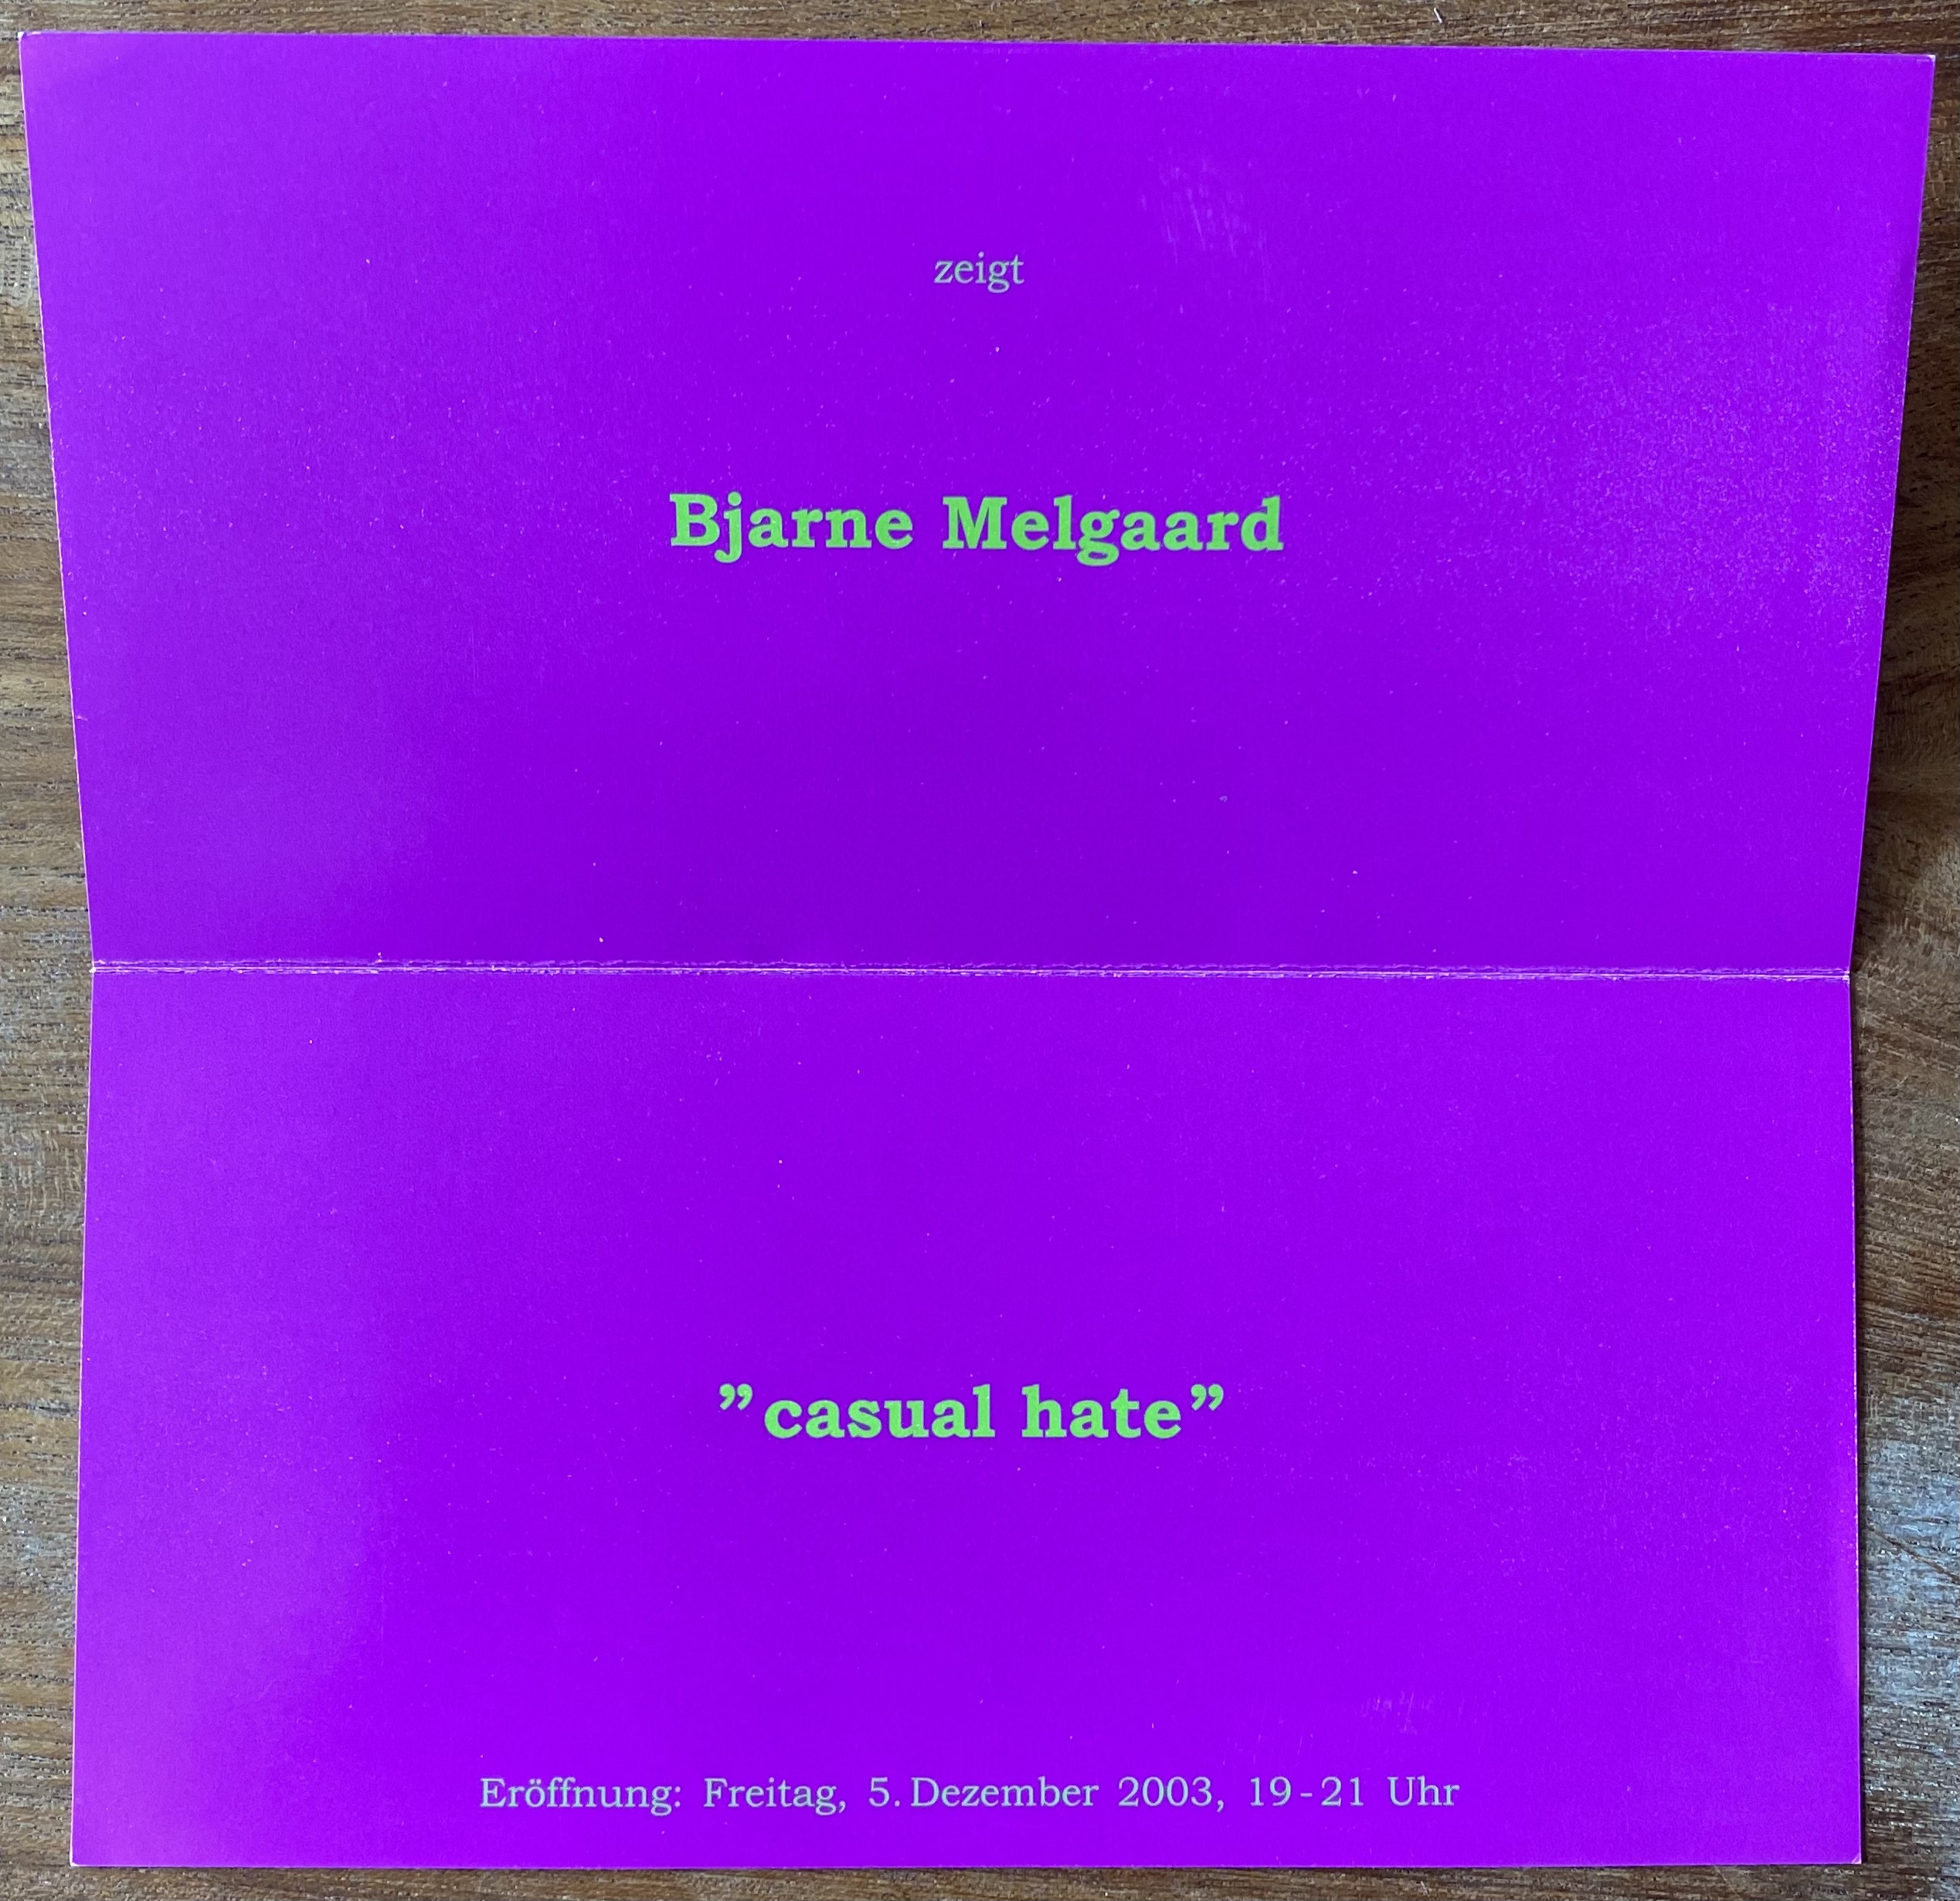 zeigt
Bjarne Melgaard
”casual hate”
Eröffnung: Freitag, 5. Dezember 2003, 19-21 Uhr